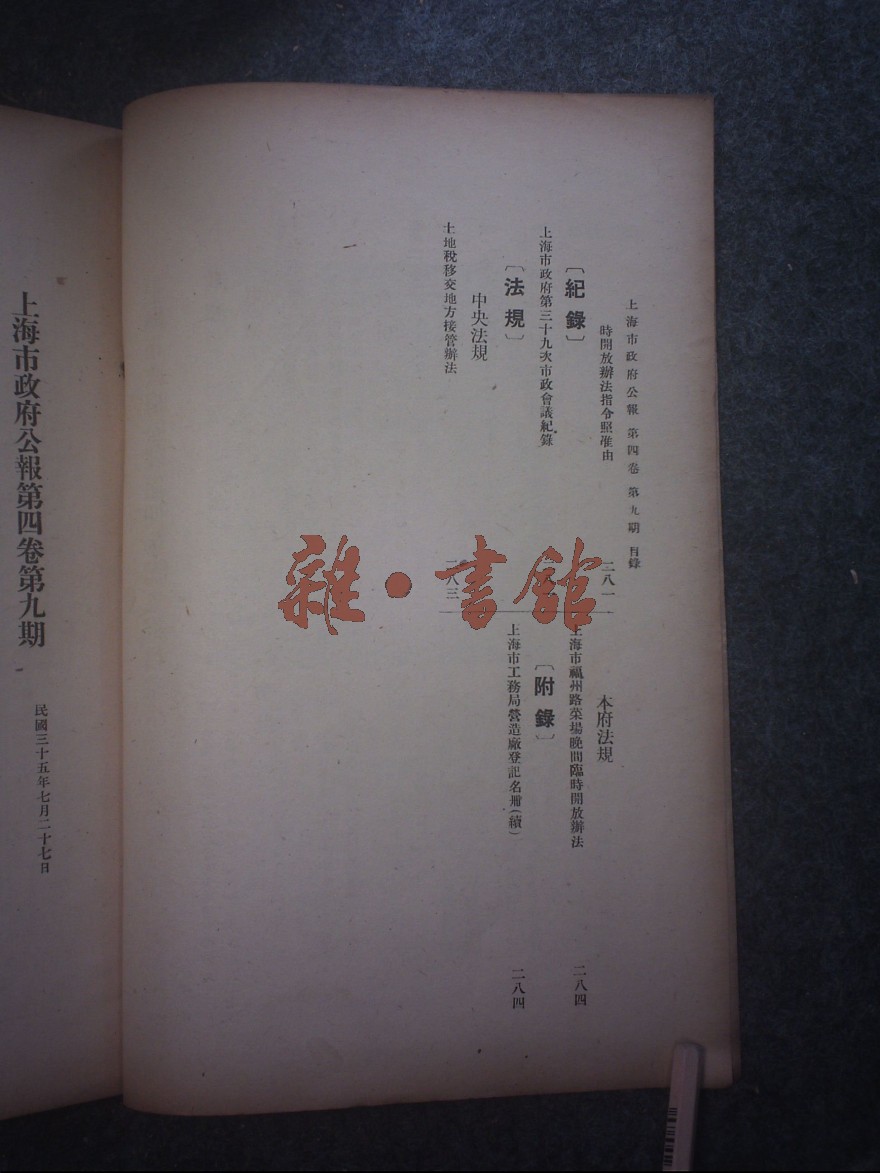 上海市政府公報 第四卷 第九期 目錄
時開放辦法指令照准由
二八一
〔紀錄〕
上海市政府第三十九次市政會議紀錄
〔法規〕
中央法規
土地稅移交地方接管辦法
二八三
本府法規
上海市福州路菜場晚間臨時開放辦法
二八四
〔附錄〕
上海市工務局營造廠登記名冊(續)
二八四
上海市政府公報第四卷第九期
民國三十五年七月二十七日
雜·書館